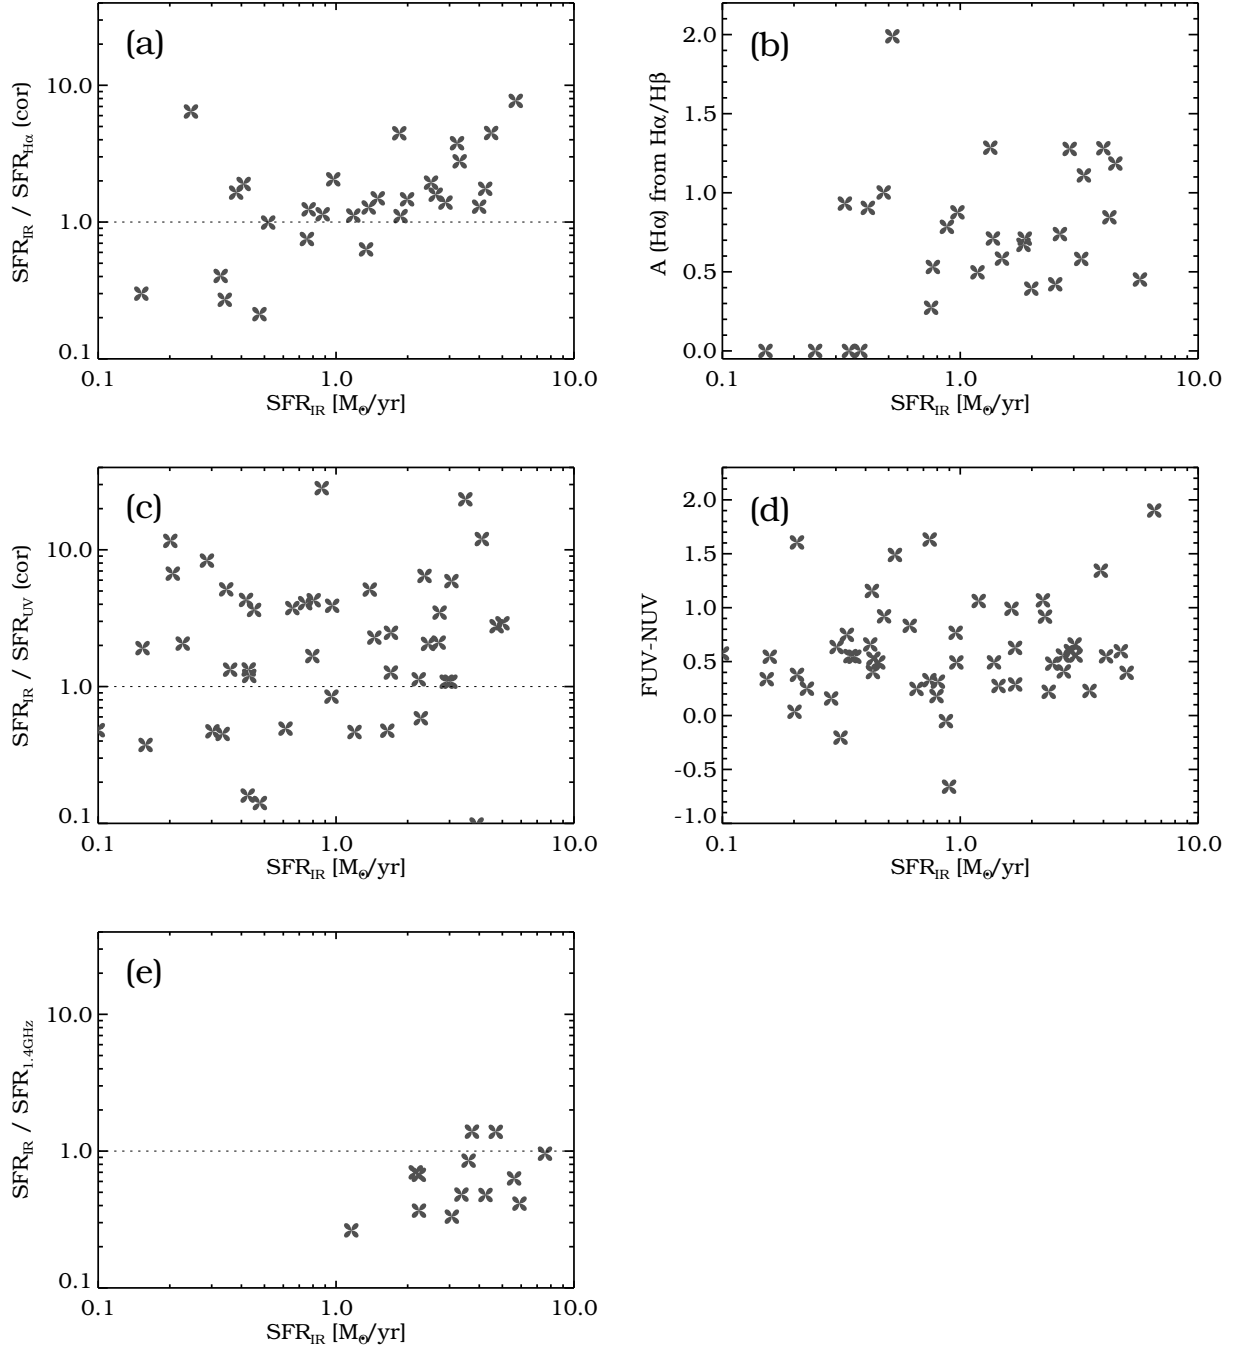 (a)
SFR_IR / SFR_Hα (cor)
10.0
1.0
0.1
0.1 1.0 10.0
SFR_IR [M_⊙/yr]
(b)
A (Hα) from Hα/Hβ
2.0
1.5
1.0
0.5
0.0
0.1 1.0 10.0
SFR_IR [M_⊙/yr]
(c)
SFR_IR / SFR_UV (cor)
10.0
1.0
0.1
0.1 1.0 10.0
SFR_IR [M_⊙/yr]
(d)
FUV-NUV
2.0
1.5
1.0
0.5
0.0
-0.5
-1.0
0.1 1.0 10.0
SFR_IR [M_⊙/yr]
(e)
SFR_IR / SFR_1.4GHz
10.0
1.0
0.1
0.1 1.0 10.0
SFR_IR [M_⊙/yr]